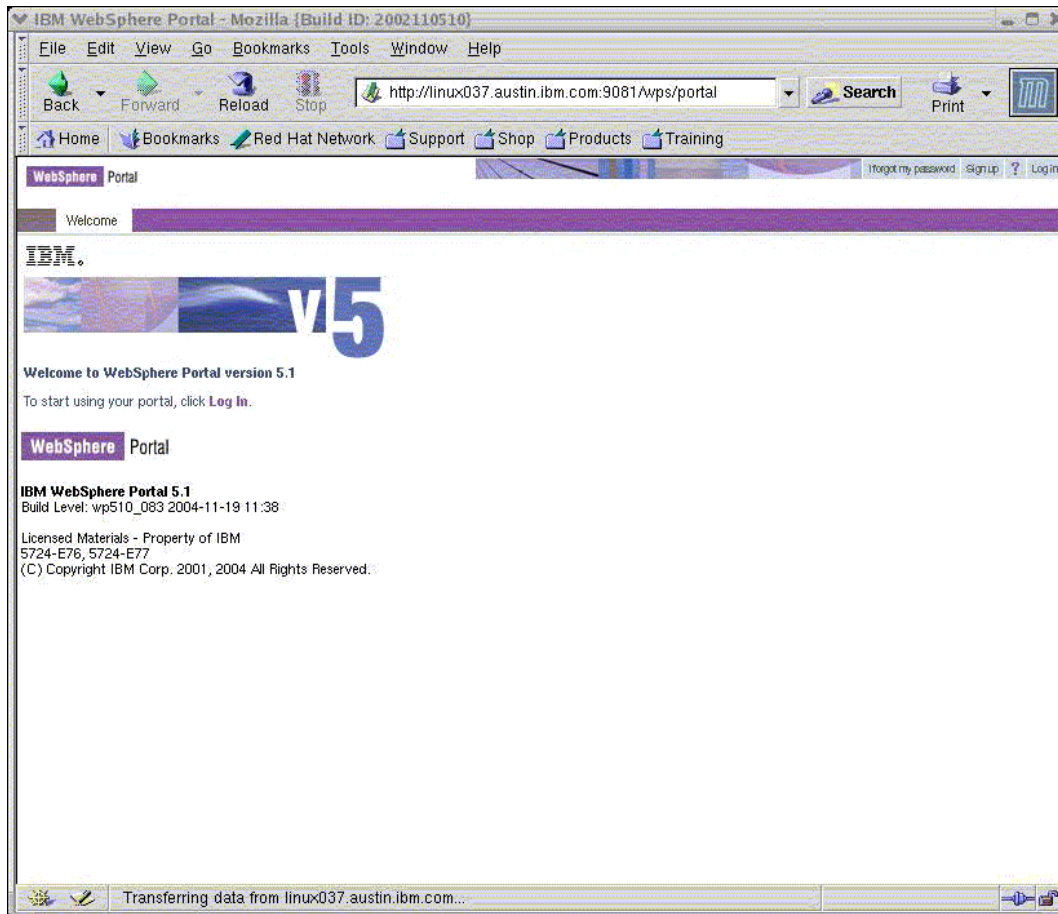 IBM WebSphere Portal - Mozilla {Build ID: 2002110510}
File Edit View Go Bookmarks Tools Window Help
Back Forward Reload Stop http://linux037.austin.ibm.com:9081/wps/portal Search Print
Home Bookmarks Red Hat Network Support Shop Products Training
WebSphere Portal I forgot my password Sign up ? Log in
Welcome
IBM.
v5
Welcome to WebSphere Portal version 5.1
To start using your portal, click Log In.
WebSphere Portal
IBM WebSphere Portal 5.1
Build Level: wp510_083 2004-11-19 11:38
Licensed Materials - Property of IBM
5724-E76, 5724-E77
(C) Copyright IBM Corp. 2001, 2004 All Rights Reserved.
Transferring data from linux037.austin.ibm.com...